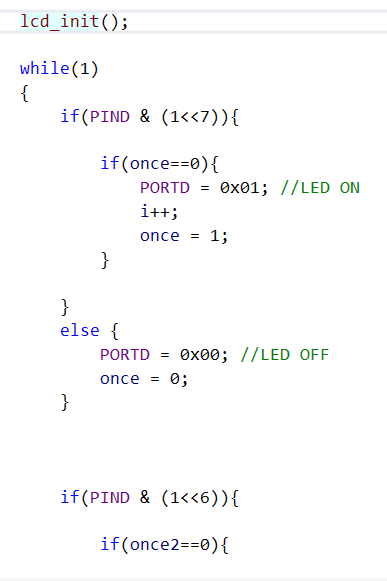 lcd_init();
while(1)
{
if(PIND & (1<<7)){
if(once==0){
PORTD = 0x01; //LED ON
i++;
once = 1;
}
}
else {
PORTD = 0x00; //LED OFF
once = 0;
}
if(PIND & (1<<6)){
if(once2==0){